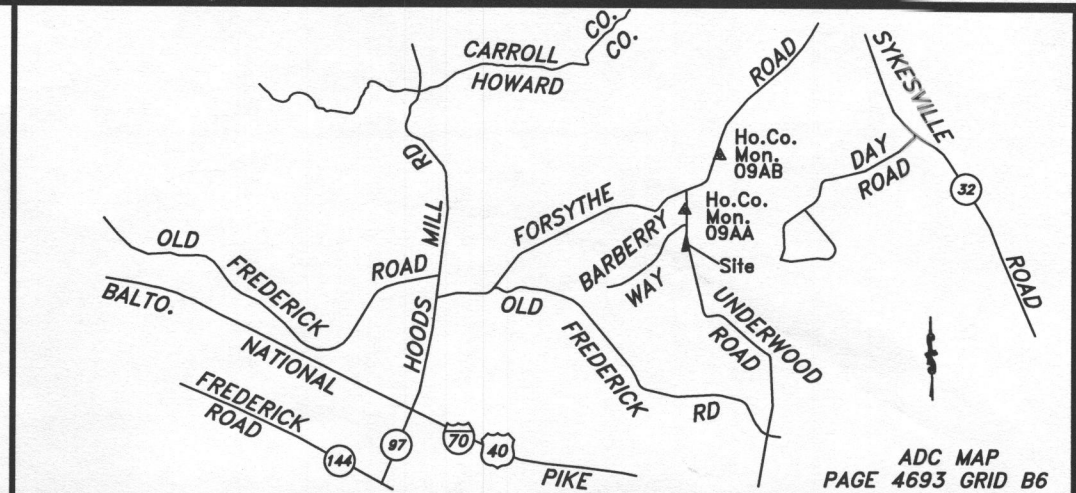 CARROLL CO.
HOWARD CO.
ROAD
SYKESVILLE
ROAD
32
Ho.Co.
Mon.
09AB
DAY
ROAD
RD
MILL
HOODS
FORSYTHE
BARBERRY
WAY
Ho.Co.
Mon.
09AA
Site
OLD
FREDERICK
ROAD
BALTO.
NATIONAL
PIKE
OLD
FREDERICK
RD
UNDERWOOD
ROAD
FREDERICK
ROAD
144
97
70
40
ADC MAP
PAGE 4693 GRID B6